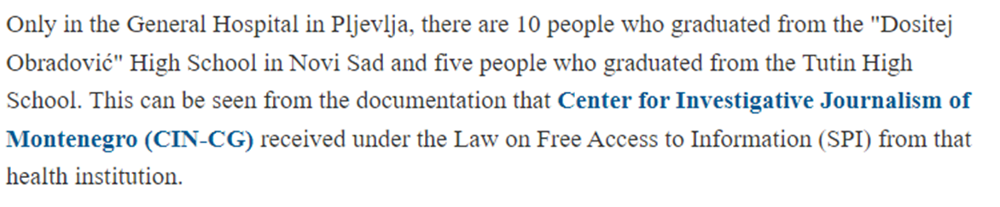 Only in the General Hospital in Pljevlja, there are 10 people who graduated from the "Dositej
Obradović" High School in Novi Sad and five people who graduated from the Tutin High
School. This can be seen from the documentation that Center for Investigative Journalism of
Montenegro (CIN-CG) received under the Law on Free Access to Information (SPI) from that
health institution.